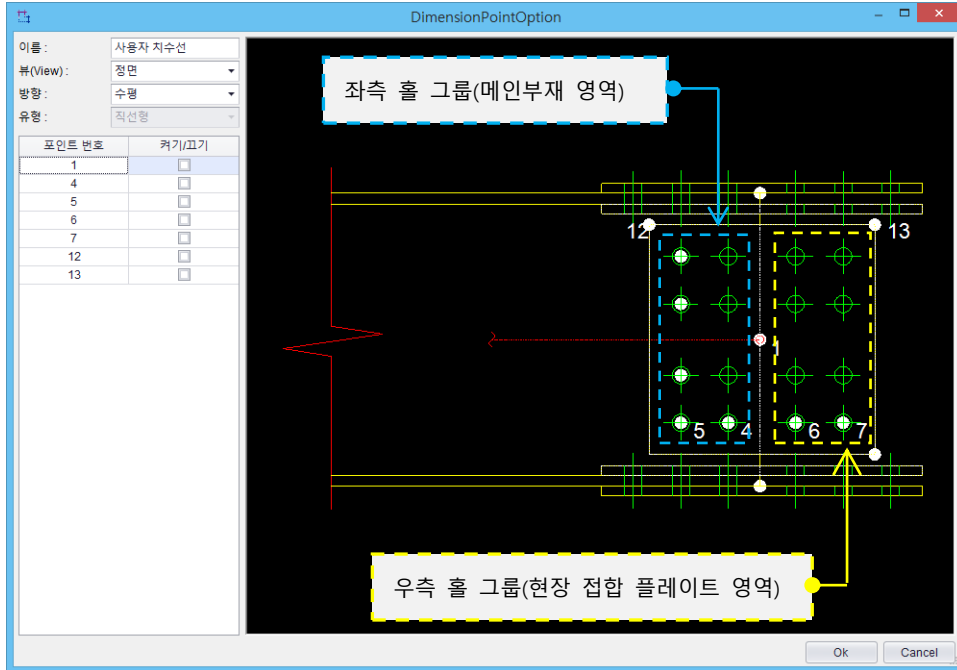 DimensionPointOption
이름 : 사용자 치수선
뷰(View) : 정면
방향 : 수평
유형 : 직선형
포인트 번호 켜기/끄기
1
4
5
6
7
12
13
좌측 홀 그룹(메인부재 영역)
12 13
1
5 4 6 7
우측 홀 그룹(현장 접합 플레이트 영역)
Ok Cancel